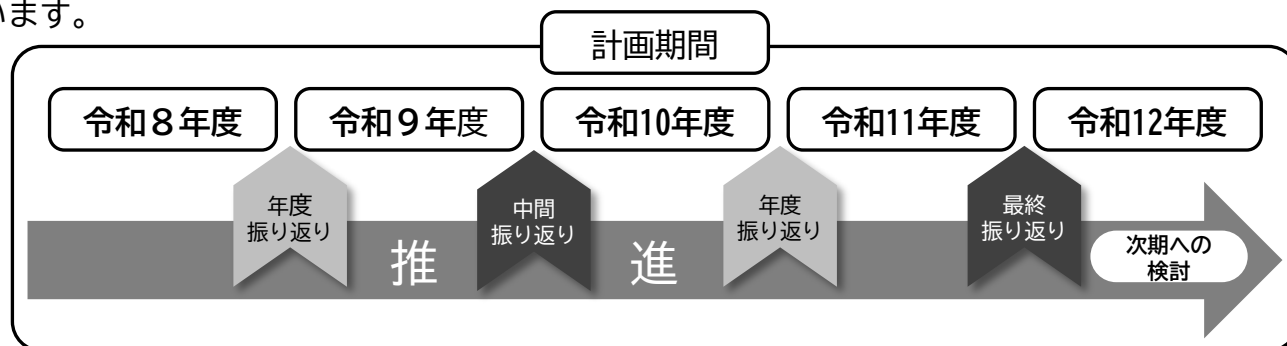 います。
計画期間
令和８年度
令和９年度
令和10年度
令和11年度
令和12年度
年度
振り返り
推
中間
振り返り
進
年度
振り返り
最終
振り返り
次期への
検討